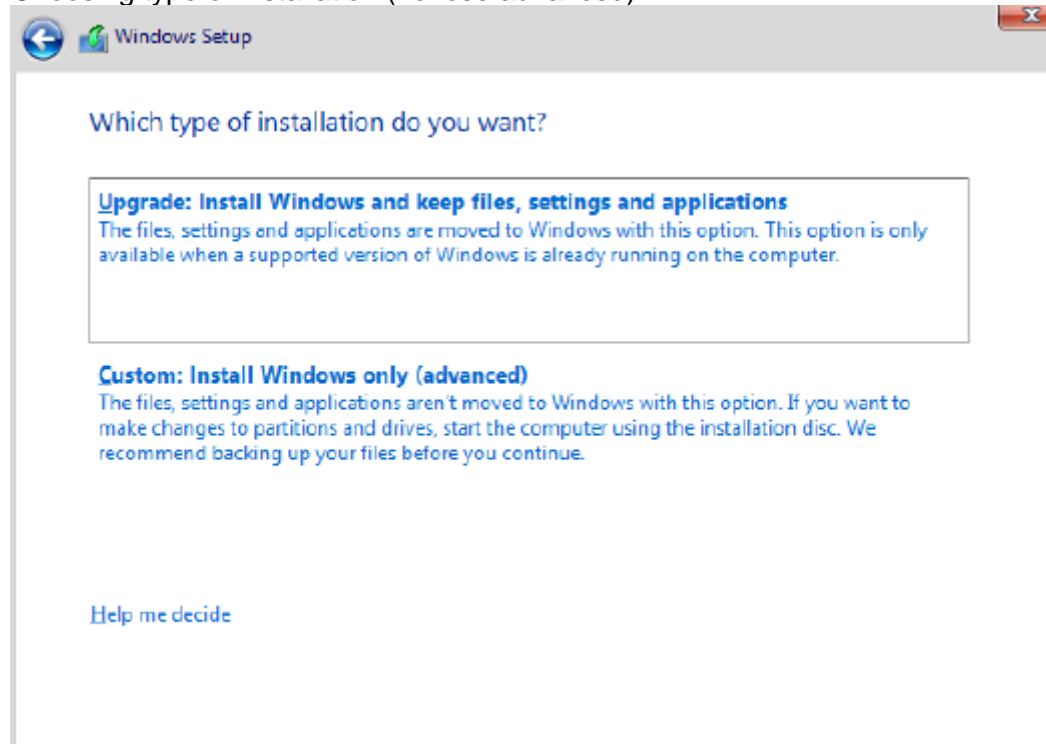 Windows Setup
Which type of installation do you want?
Upgrade: Install Windows and keep files, settings and applications
The files, settings and applications are moved to Windows with this option. This option is only
available when a supported version of Windows is already running on the computer.
Custom: Install Windows only (advanced)
The files, settings and applications aren't moved to Windows with this option. If you want to
make changes to partitions and drives, start the computer using the installation disc. We
recommend backing up your files before you continue.
Help me decide